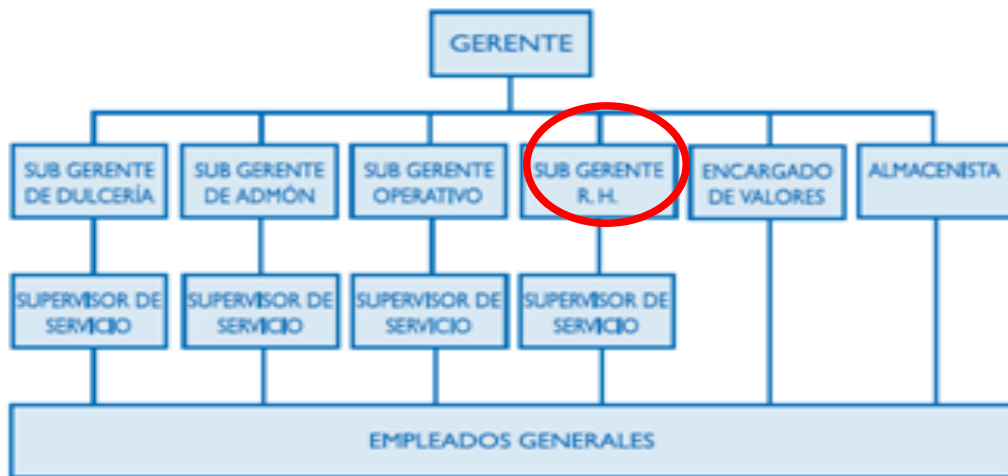 GERENTE
SUB GERENTE
DE DULCERÍA
SUB GERENTE
DE ADMÓN
SUB GERENTE
OPERATIVO
SUB GERENTE
R. H.
ENCARGADO
DE VALORES
ALMACENISTA
SUPERVISOR DE
SERVICIO
SUPERVISOR DE
SERVICIO
SUPERVISOR DE
SERVICIO
SUPERVISOR DE
SERVICIO
EMPLEADOS GENERALES